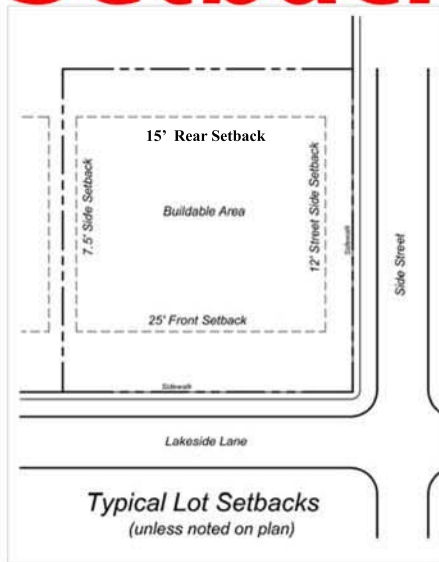 15’ Rear Setback
7.5' Side Setback
Buildable Area
12' Street Side Setback
Sidewalk
Side Street
25' Front Setback
Sidewalk
Lakeside Lane
Typical Lot Setbacks
(unless noted on plan)